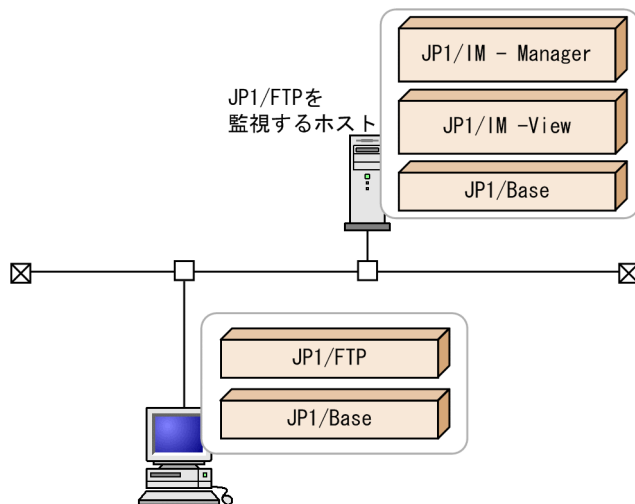 JP1/IM - Manager
JP1/FTPを
監視するホスト
JP1/IM -View
JP1/Base
JP1/FTP
JP1/Base